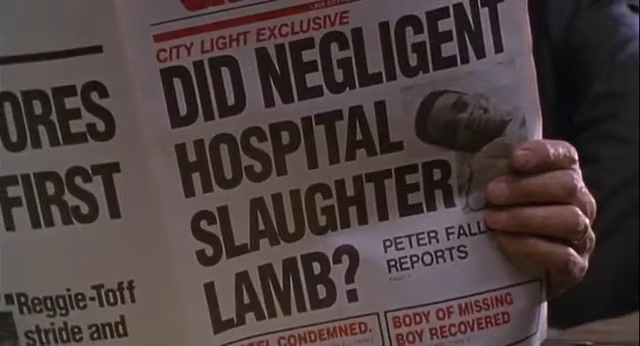 CITY LIGHT EXCLUSIVE
DID NEGLIGENT
HOSPITAL
SLAUGHTER
LAMB?
PETER FALL
REPORTS
ORES
FIRST
Reggie-Toff
stride and
CONDEMNED.
BODY OF MISSING
BOY RECOVERED